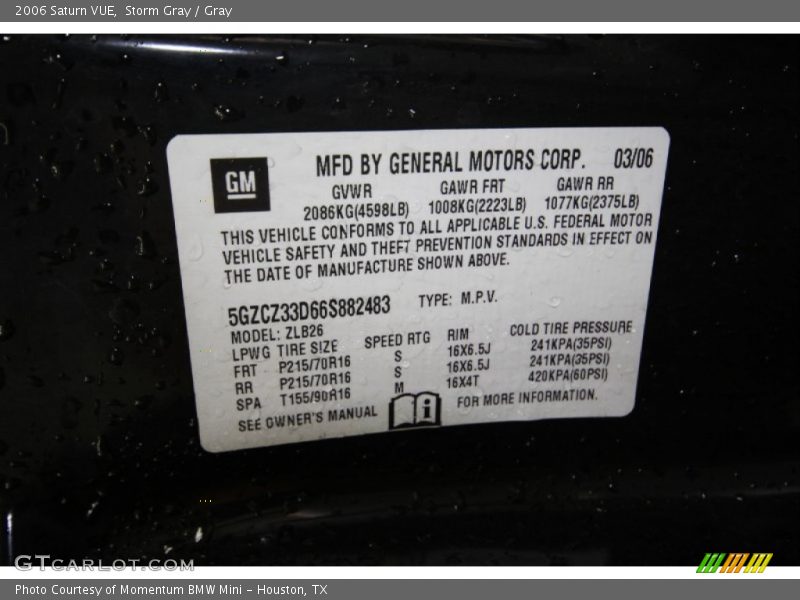 2006 Saturn VUE, Storm Gray / Gray
GM
MFD BY GENERAL MOTORS CORP. 03/06
GVWR GAWR FRT GAWR RR
2086KG(4598LB) 1008KG(2223LB) 1077KG(2375LB)
THIS VEHICLE CONFORMS TO ALL APPLICABLE U.S. FEDERAL MOTOR
VEHICLE SAFETY AND THEFT PREVENTION STANDARDS IN EFFECT ON
THE DATE OF MANUFACTURE SHOWN ABOVE.
5GZCZ33D66S882483 TYPE: M.P.V.
MODEL: ZLB26
LPWG TIRE SIZE SPEED RTG RIM COLD TIRE PRESSURE
FRT P215/70R16 S 16X6.5J 241KPA(35PSI)
RR P215/70R16 S 16X6.5J 241KPA(35PSI)
SPA T155/90R16 M 16X4T 420KPA(60PSI)
SEE OWNER'S MANUAL i FOR MORE INFORMATION.
GTCARLOT.COM
Photo Courtesy of Momentum BMW Mini - Houston, TX